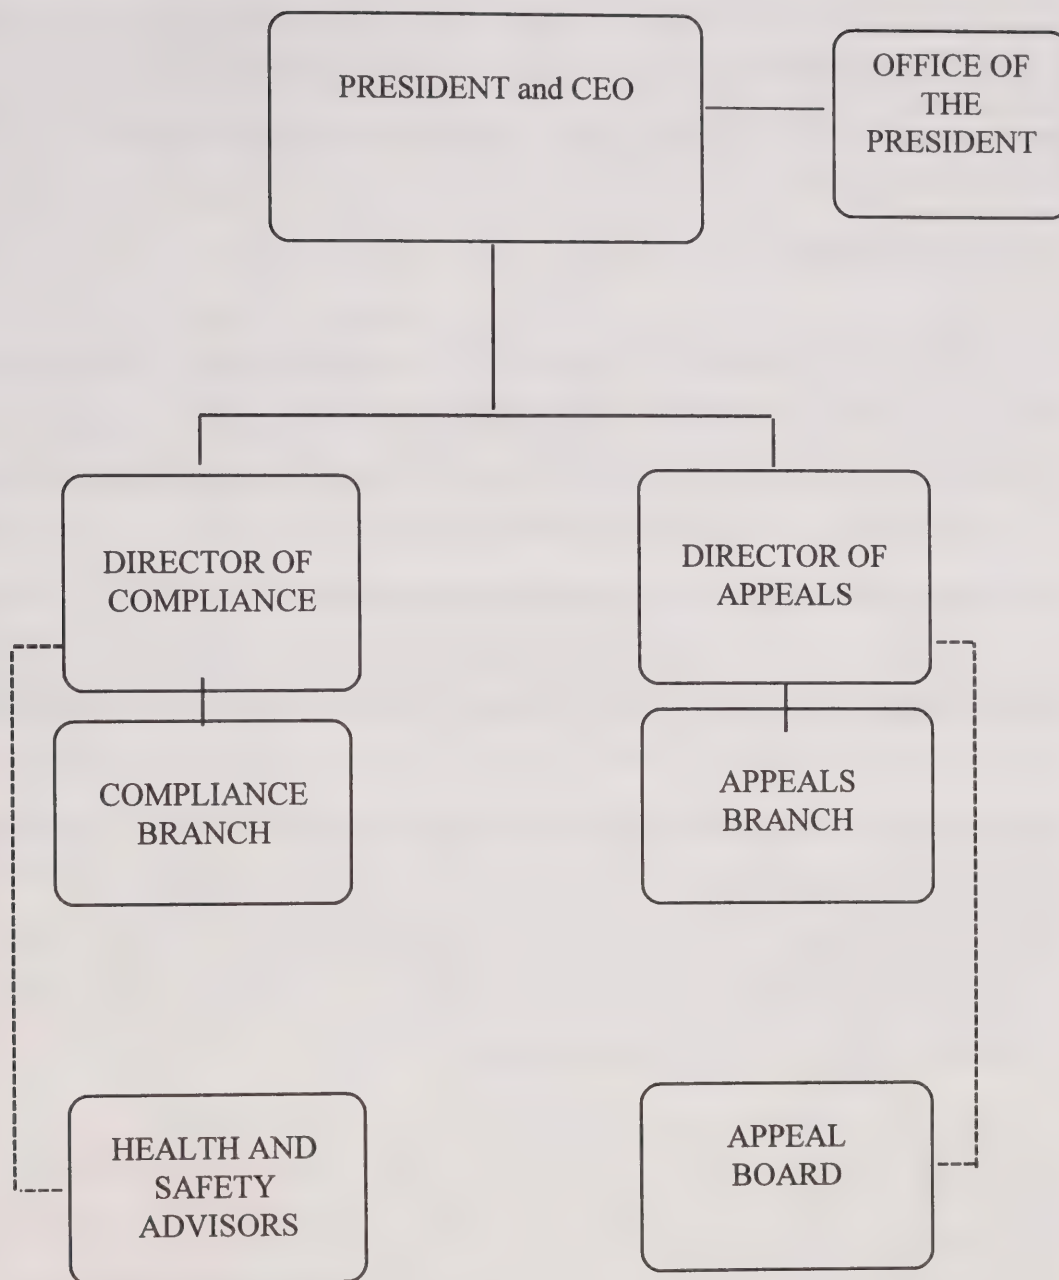 PRESIDENT and CEO
OFFICE OF
THE
PRESIDENT
DIRECTOR OF
COMPLIANCE
DIRECTOR OF
APPEALS
COMPLIANCE
BRANCH
APPEALS
BRANCH
HEALTH AND
SAFETY
ADVISORS
APPEAL
BOARD